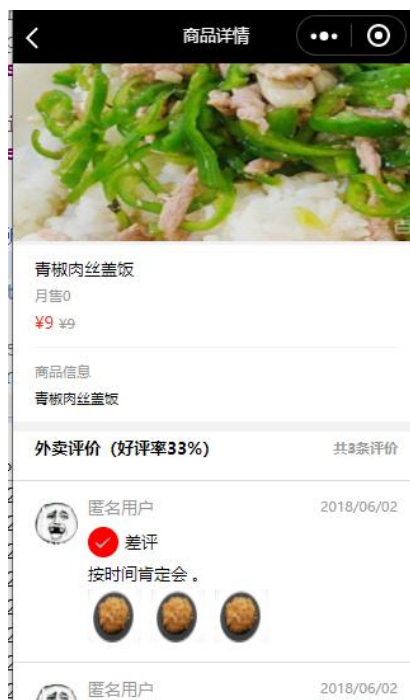 商品详情
青椒肉丝盖饭
月售0
¥9 ¥9
商品信息
青椒肉丝盖饭
外卖评价（好评率33%）
共3条评价
匿名用户
2018/06/02
差评
按时间肯定会 。
匿名用户
2018/06/02